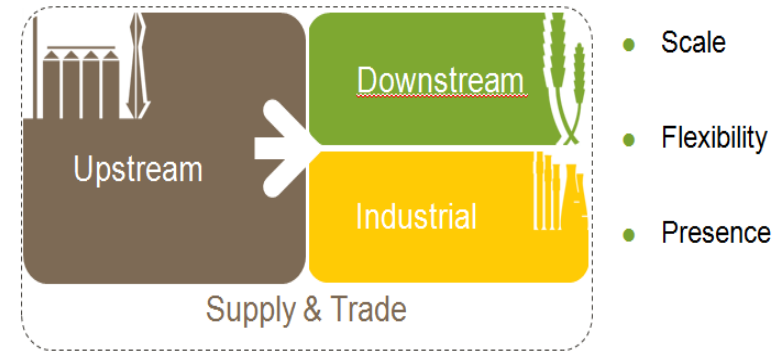 Upstream
Downstream
Industrial
Supply & Trade
Scale
Flexibility
Presence